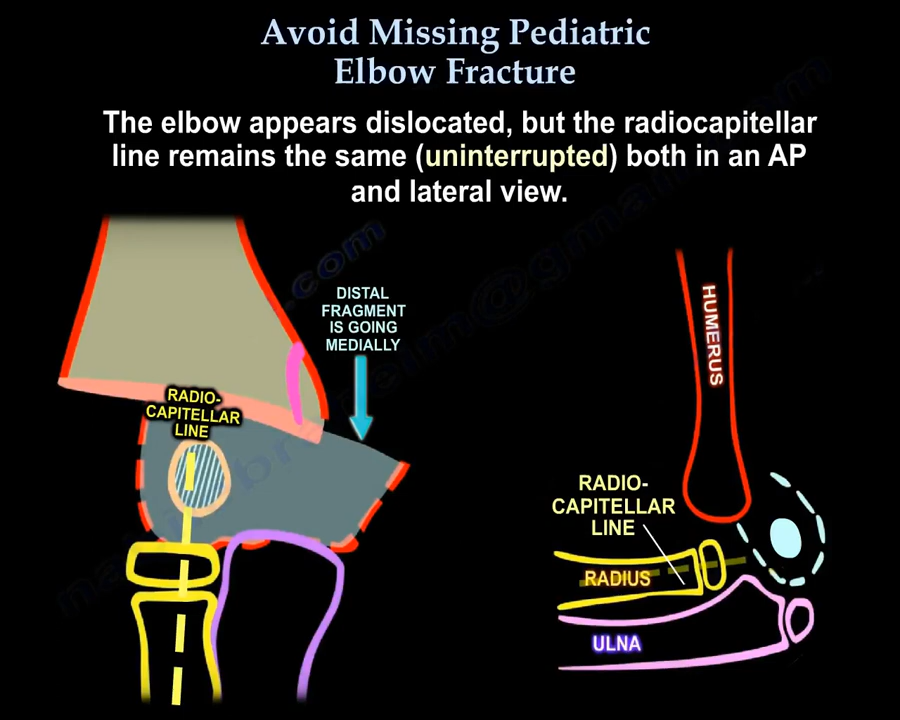 Avoid Missing Pediatric
Elbow Fracture
The elbow appears dislocated, but the radiocapitellar
line remains the same (uninterrupted) both in an AP
and lateral view.
DISTAL
FRAGMENT
IS GOING
MEDIALLY
RADIO-
CAPITELLAR
LINE
HUMERUS
RADIO-
CAPITELLAR
LINE
RADIUS
ULNA